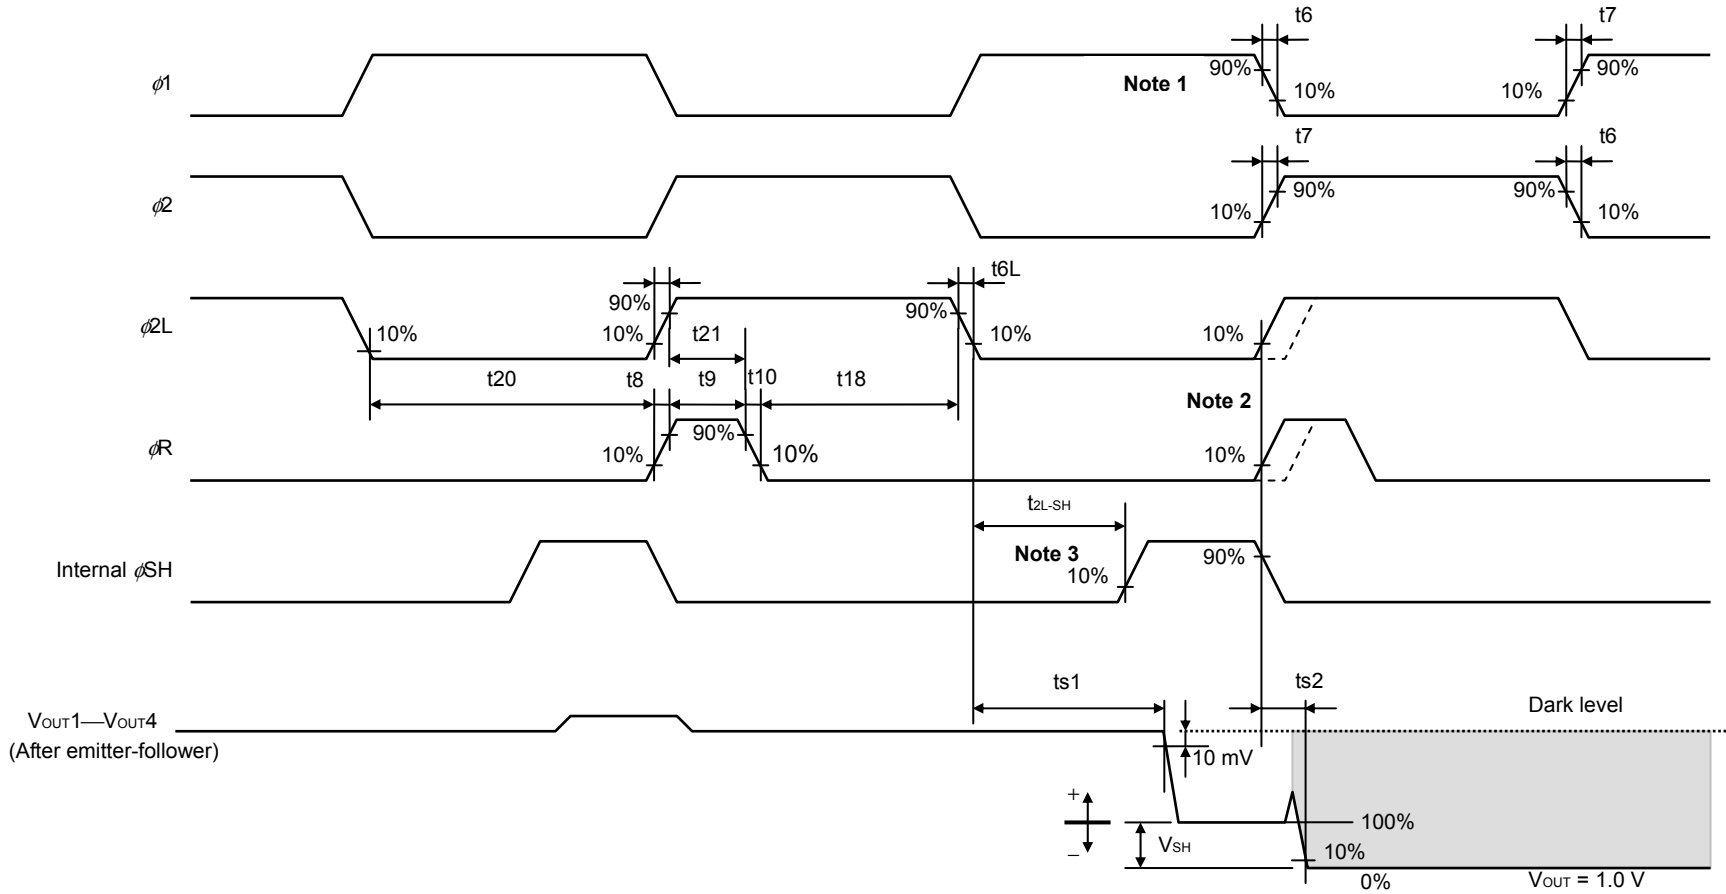 t6
t7
ϕ1
90%
Note 1
10%
10%
90%
t7
t6
ϕ2
10%
90%
90%
10%
t6L
ϕ2L
10%
90%
10%
t21
90%
10%
10%
t20
t8
t9
t10
t18
Note 2
ϕR
10%
90%
10%
10%
t2L-SH
Internal ϕSH
Note 3
10%
90%
ts1
ts2
Dark level
VOUT1—VOUT4
(After emitter-follower)
10 mV
+
−
VSH
100%
10%
0%
VOUT = 1.0 V